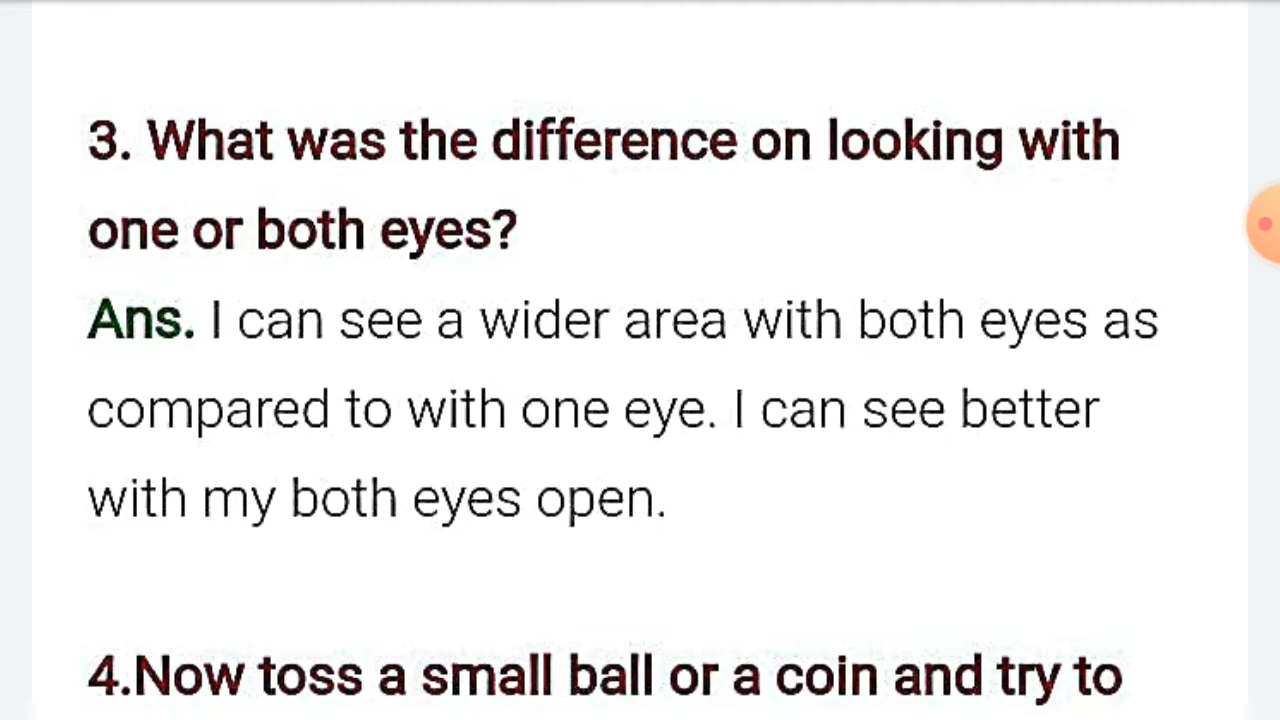 3. What was the difference on looking with
one or both eyes?
Ans. I can see a wider area with both eyes as
compared to with one eye. I can see better
with my both eyes open.
4.Now toss a small ball or a coin and try to